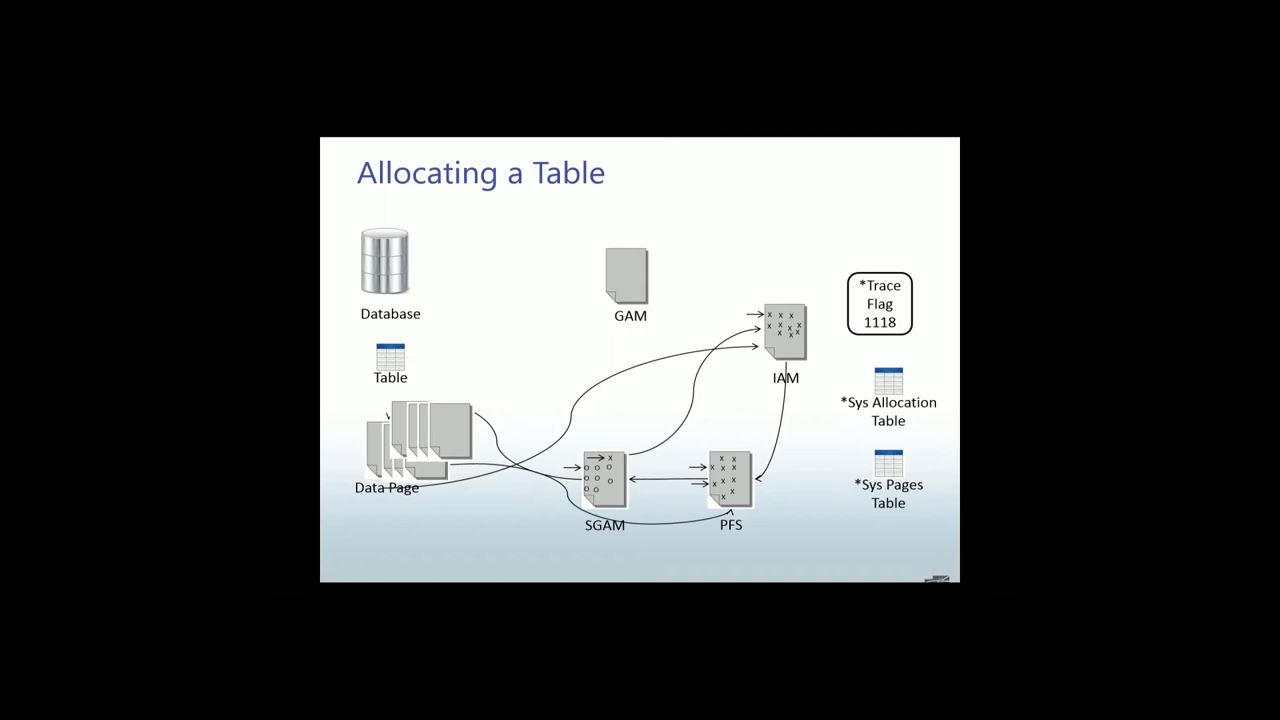 Allocating a Table
Database
GAM
*Trace
Flag
1118
Table
IAM
*Sys Allocation
Table
Data Page
SGAM
PFS
*Sys Pages
Table